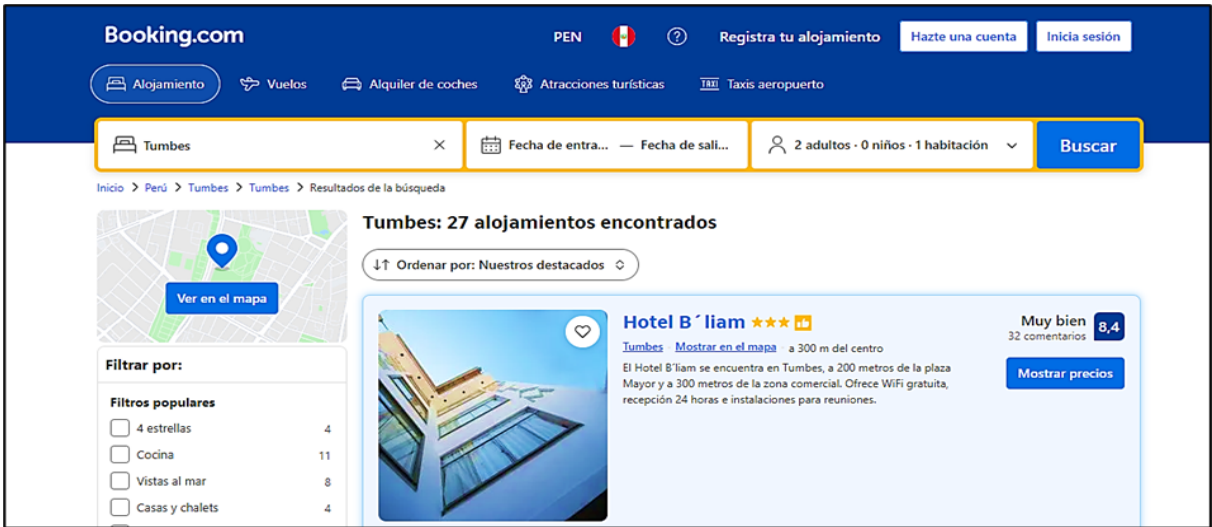 Booking.com
PEN
Registra tu alojamiento
Hazte una cuenta
Inicia sesión
Alojamiento
Vuelos
Alquiler de coches
Atracciones turísticas
TAXI Taxis aeropuerto
Tumbes
Fecha de entra... — Fecha de sali...
2 adultos · 0 niños · 1 habitación
Buscar
Inicio > Perú > Tumbes > Tumbes > Resultados de la búsqueda
Tumbes: 27 alojamientos encontrados
Ordenar por: Nuestros destacados
Ver en el mapa
Filtrar por:
Filtros populares
4 estrellas 4
Cocina 11
Vistas al mar 8
Casas y chalets 4
Hotel B´liam
Tumbes · Mostrar en el mapa · a 300 m del centro
El Hotel B'liam se encuentra en Tumbes, a 200 metros de la plaza
Mayor y a 300 metros de la zona comercial. Ofrece WiFi gratuita,
recepción 24 horas e instalaciones para reuniones.
Muy bien 8,4
32 comentarios
Mostrar precios